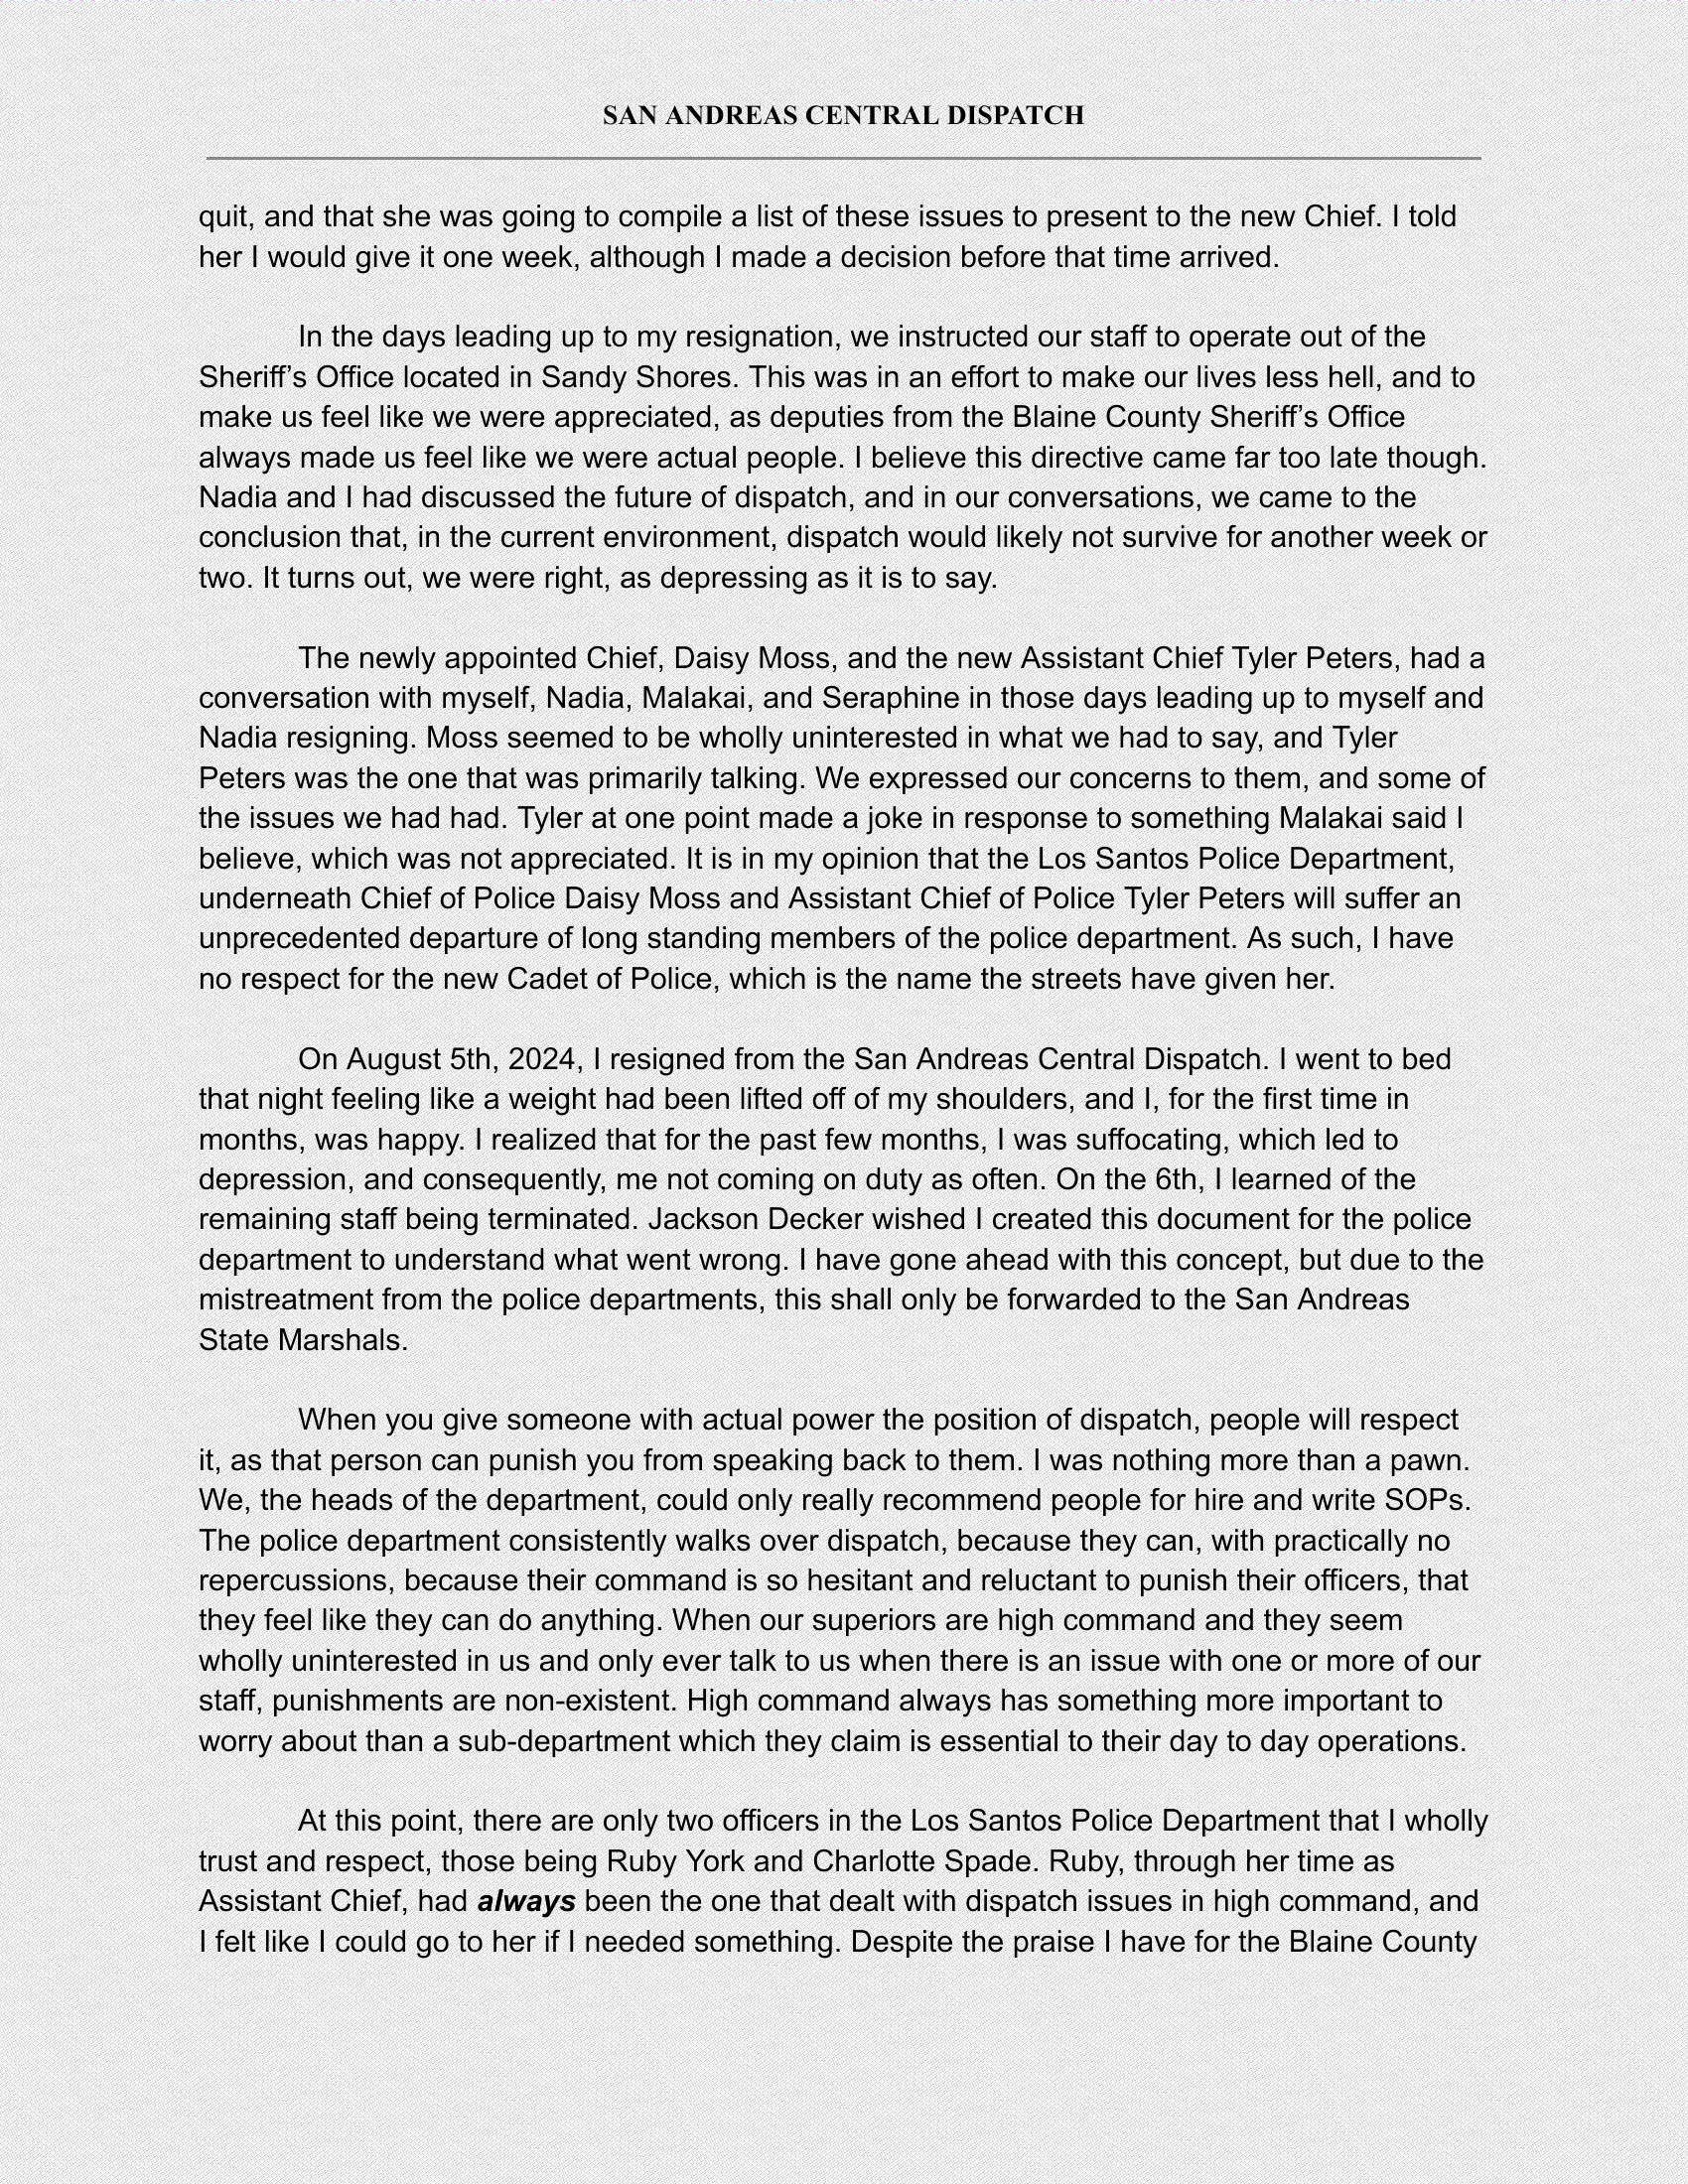 SAN ANDREAS CENTRAL DISPATCH
quit, and that she was going to compile a list of these issues to present to the new Chief. I told
her I would give it one week, although I made a decision before that time arrived.
In the days leading up to my resignation, we instructed our staff to operate out of the
Sheriff’s Office located in Sandy Shores. This was in an effort to make our lives less hell, and to
make us feel like we were appreciated, as deputies from the Blaine County Sheriff’s Office
always made us feel like we were actual people. I believe this directive came far too late though.
Nadia and I had discussed the future of dispatch, and in our conversations, we came to the
conclusion that, in the current environment, dispatch would likely not survive for another week or
two. It turns out, we were right, as depressing as it is to say.
The newly appointed Chief, Daisy Moss, and the new Assistant Chief Tyler Peters, had a
conversation with myself, Nadia, Malakai, and Seraphine in those days leading up to myself and
Nadia resigning. Moss seemed to be wholly uninterested in what we had to say, and Tyler
Peters was the one that was primarily talking. We expressed our concerns to them, and some of
the issues we had had. Tyler at one point made a joke in response to something Malakai said I
believe, which was not appreciated. It is in my opinion that the Los Santos Police Department,
underneath Chief of Police Daisy Moss and Assistant Chief of Police Tyler Peters will suffer an
unprecedented departure of long standing members of the police department. As such, I have
no respect for the new Cadet of Police, which is the name the streets have given her.
On August 5th, 2024, I resigned from the San Andreas Central Dispatch. I went to bed
that night feeling like a weight had been lifted off of my shoulders, and I, for the first time in
months, was happy. I realized that for the past few months, I was suffocating, which led to
depression, and consequently, me not coming on duty as often. On the 6th, I learned of the
remaining staff being terminated. Jackson Decker wished I created this document for the police
department to understand what went wrong. I have gone ahead with this concept, but due to the
mistreatment from the police departments, this shall only be forwarded to the San Andreas
State Marshals.
When you give someone with actual power the position of dispatch, people will respect
it, as that person can punish you from speaking back to them. I was nothing more than a pawn.
We, the heads of the department, could only really recommend people for hire and write SOPs.
The police department consistently walks over dispatch, because they can, with practically no
repercussions, because their command is so hesitant and reluctant to punish their officers, that
they feel like they can do anything. When our superiors are high command and they seem
wholly uninterested in us and only ever talk to us when there is an issue with one or more of our
staff, punishments are non-existent. High command always has something more important to
worry about than a sub-department which they claim is essential to their day to day operations.
At this point, there are only two officers in the Los Santos Police Department that I wholly
trust and respect, those being Ruby York and Charlotte Spade. Ruby, through her time as
Assistant Chief, had always been the one that dealt with dispatch issues in high command, and
I felt like I could go to her if I needed something. Despite the praise I have for the Blaine County